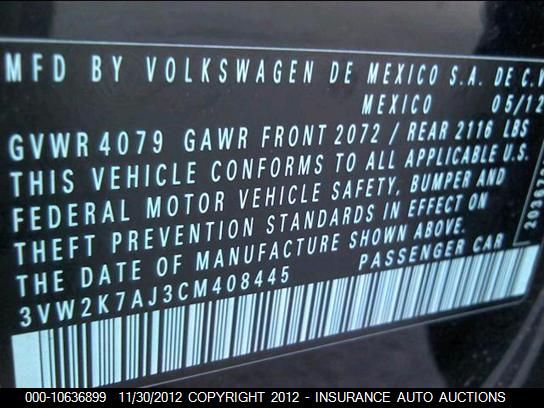 MFD BY VOLKSWAGEN DE MEXICO S.A. DE C.V
MEXICO 05/12
GVWR 4079 GAWR FRONT 2072 / REAR 2116 LBS
THIS VEHICLE CONFORMS TO ALL APPLICABLE U.S.
FEDERAL MOTOR VEHICLE SAFETY, BUMPER AND
THEFT PREVENTION STANDARDS IN EFFECT ON
THE DATE OF MANUFACTURE SHOWN ABOVE.
3VW2K7AJ3CM408445 PASSENGER CAR
000-10636899 11/30/2012 COPYRIGHT 2012 - INSURANCE AUTO AUCTIONS